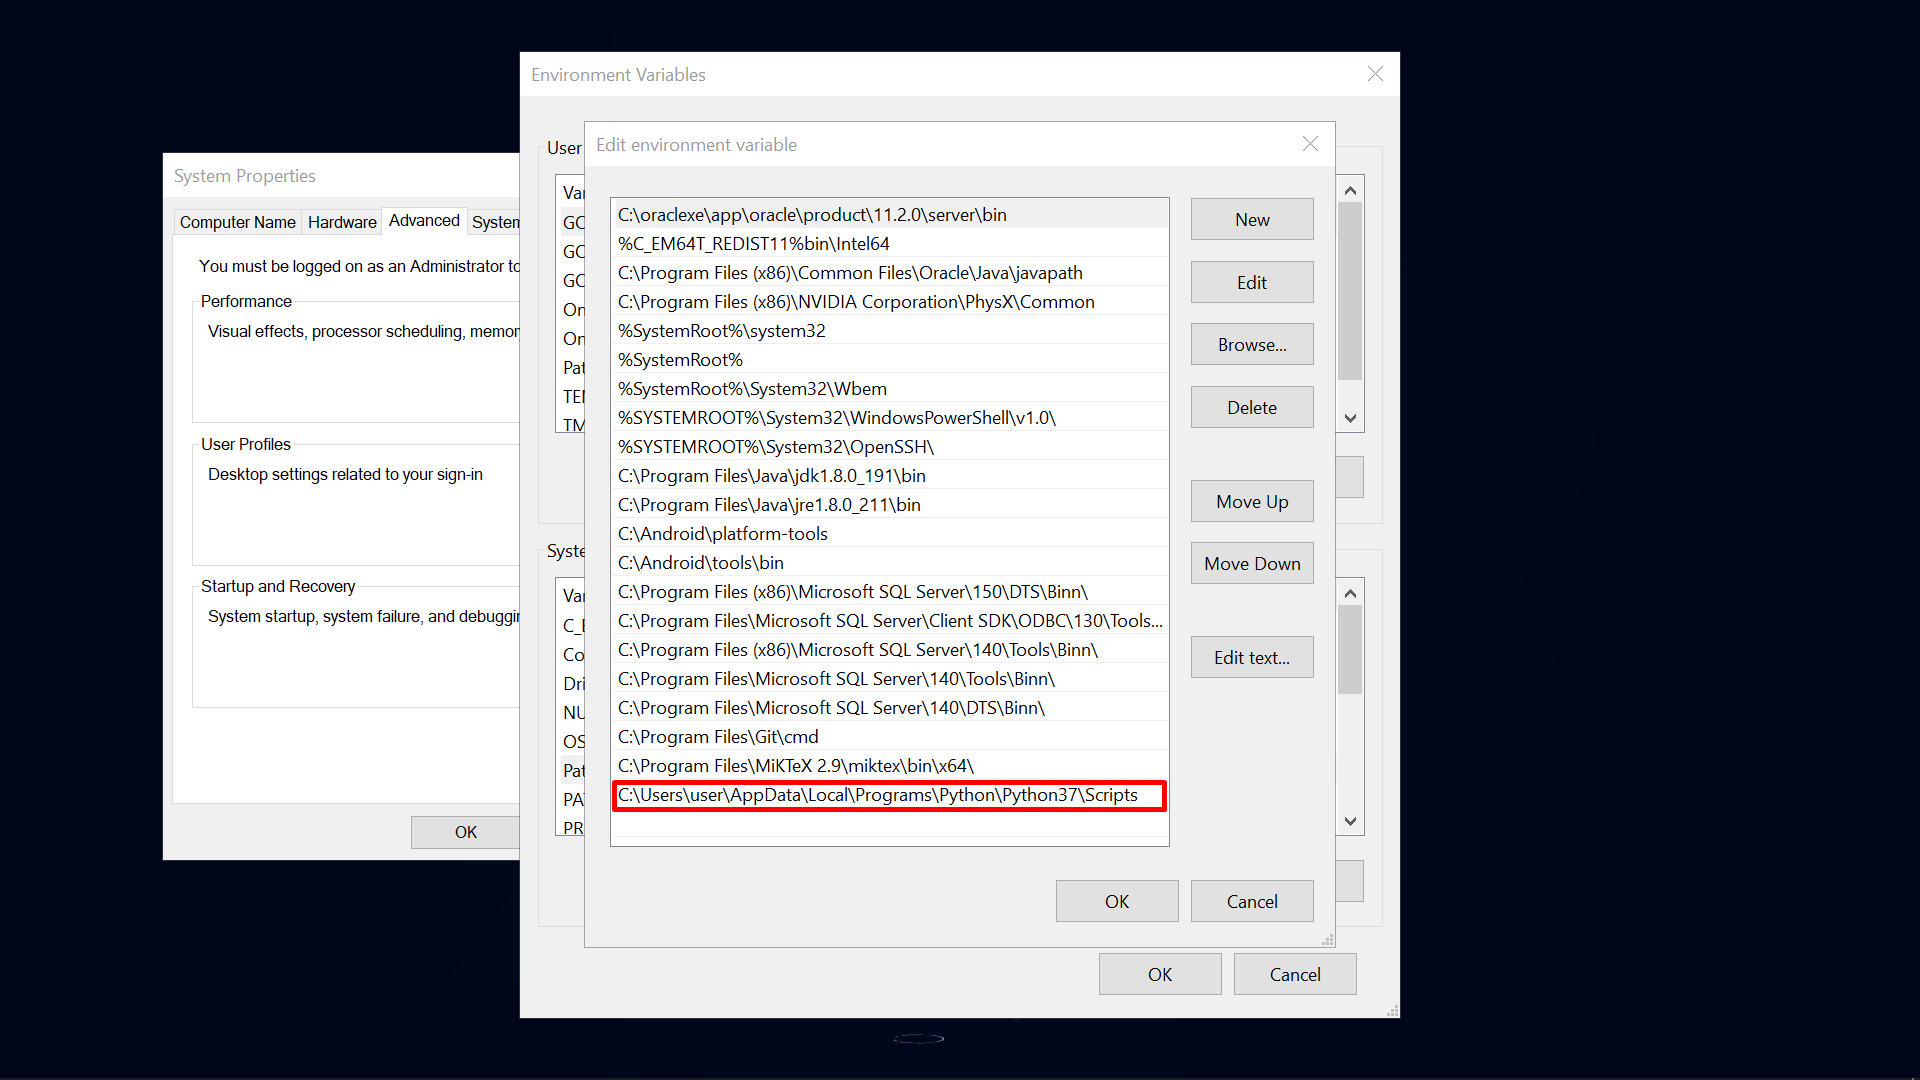 Environment Variables
Edit environment variable
User
System Properties
Computer Name
Hardware
Advanced
System
You must be logged on as an Administrator to
Performance
Visual effects, processor scheduling, memor
User Profiles
Desktop settings related to your sign-in
Startup and Recovery
System startup, system failure, and debuggin
OK
Var
GC
GC
GC
On
On
Pat
TEM
TM
Syste
Var
C_E
Co
Dri
NU
OS
Pat
PA
PR
C:\oraclexe\app\oracle\product\11.2.0\server\bin
%C_EM64T_REDIST11%bin\Intel64
C:\Program Files (x86)\Common Files\Oracle\Java\javapath
C:\Program Files (x86)\NVIDIA Corporation\PhysX\Common
%SystemRoot%\system32
%SystemRoot%
%SystemRoot%\System32\Wbem
%SYSTEMROOT%\System32\WindowsPowerShell\v1.0\
%SYSTEMROOT%\System32\OpenSSH\
C:\Program Files\Java\jdk1.8.0_191\bin
C:\Program Files\Java\jre1.8.0_211\bin
C:\Android\platform-tools
C:\Android\tools\bin
C:\Program Files (x86)\Microsoft SQL Server\150\DTS\Binn\
C:\Program Files\Microsoft SQL Server\Client SDK\ODBC\130\Tools...
C:\Program Files (x86)\Microsoft SQL Server\140\Tools\Binn\
C:\Program Files\Microsoft SQL Server\140\Tools\Binn\
C:\Program Files\Microsoft SQL Server\140\DTS\Binn\
C:\Program Files\Git\cmd
C:\Program Files\MiKTeX 2.9\miktex\bin\x64\
C:\Users\user\AppData\Local\Programs\Python\Python37\Scripts
New
Edit
Browse...
Delete
Move Up
Move Down
Edit text...
OK
Cancel
OK
Cancel